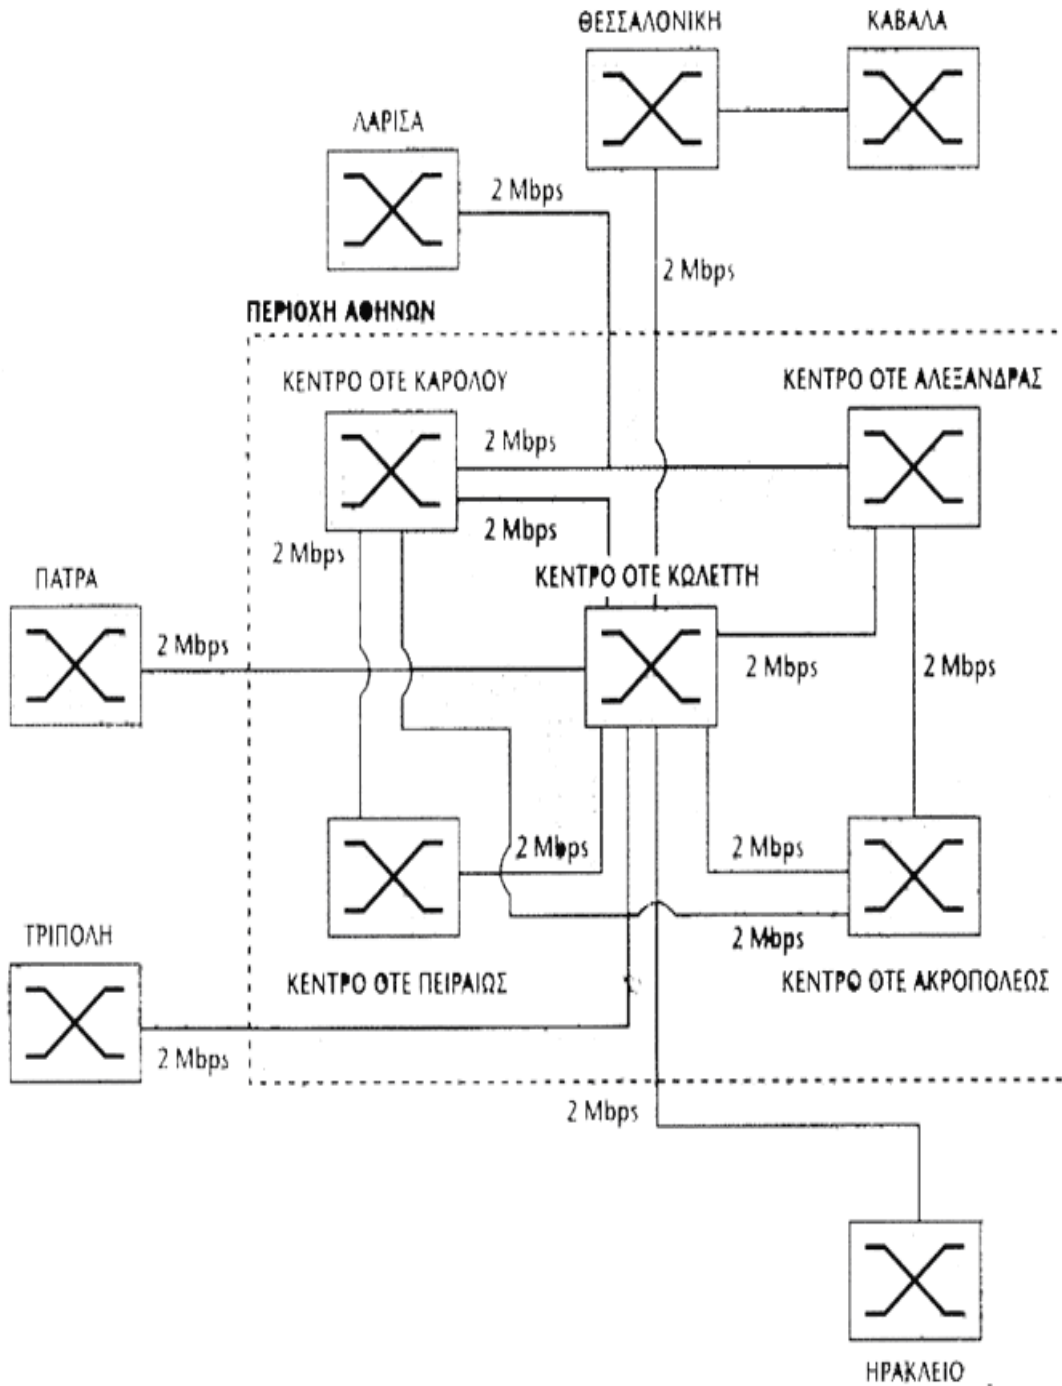 ΘΕΣΣΑΛΟΝΙΚΗ
ΚΑΒΑΛΑ
ΛΑΡΙΣΑ
2 Mbps
2 Mbps
ΠΕΡΙΟΧΗ ΑΘΗΝΩΝ
ΚΕΝΤΡΟ ΟΤΕ ΚΑΡΟΛΟΥ
ΚΕΝΤΡΟ ΟΤΕ ΑΛΕΞΑΝΔΡΑΣ
2 Mbps
2 Mbps
2 Mbps
ΚΕΝΤΡΟ ΟΤΕ ΚΩΛΕΤΤΗ
ΠΑΤΡΑ
2 Mbps
2 Mbps
2 Mbps
2 Mbps
2 Mbps
2 Mbps
ΤΡΙΠΟΛΗ
ΚΕΝΤΡΟ ΟΤΕ ΠΕΙΡΑΙΩΣ
ΚΕΝΤΡΟ ΟΤΕ ΑΚΡΟΠΟΛΕΩΣ
2 Mbps
2 Mbps
ΗΡΑΚΛΕΙΟ